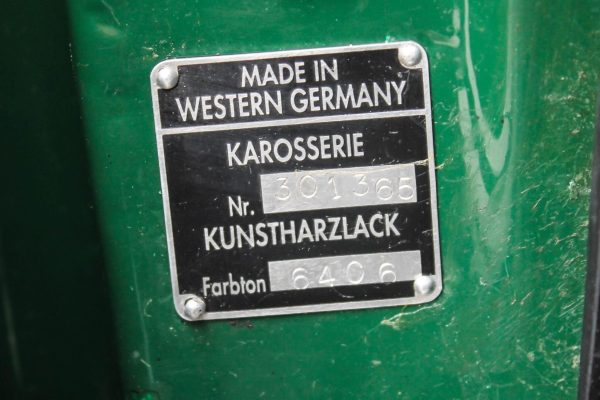 MADE IN
WESTERN GERMANY
KAROSSERIE
Nr. 301365
KUNSTHARZLACK
Farbton 6406